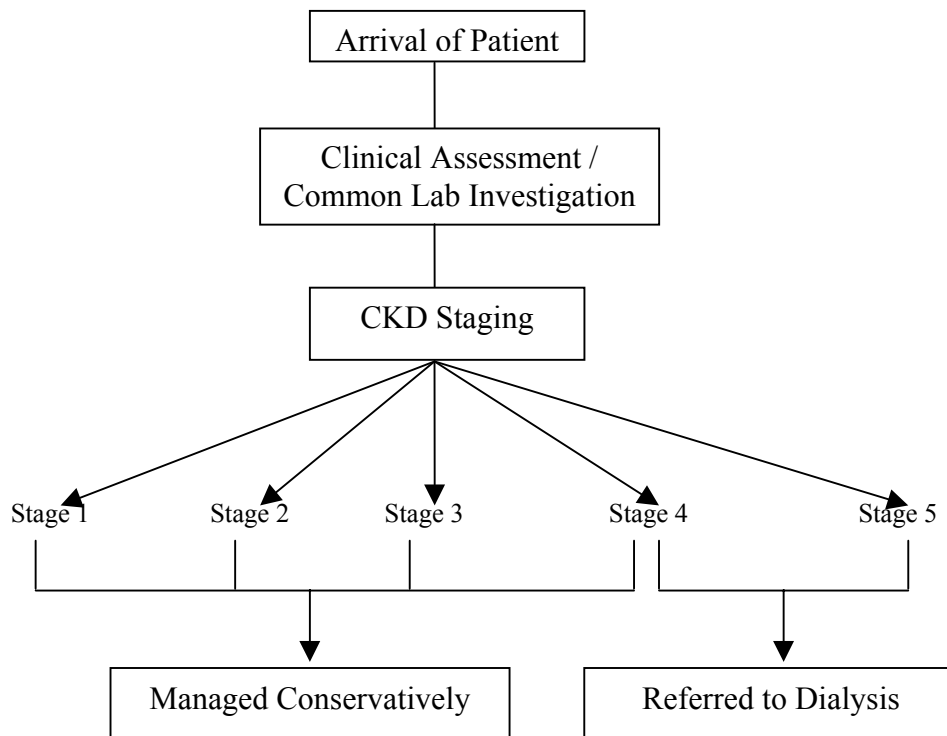 Arrival of Patient
Clinical Assessment /
Common Lab Investigation
CKD Staging
Stage 1
Stage 2
Stage 3
Stage 4
Stage 5
Managed Conservatively
Referred to Dialysis